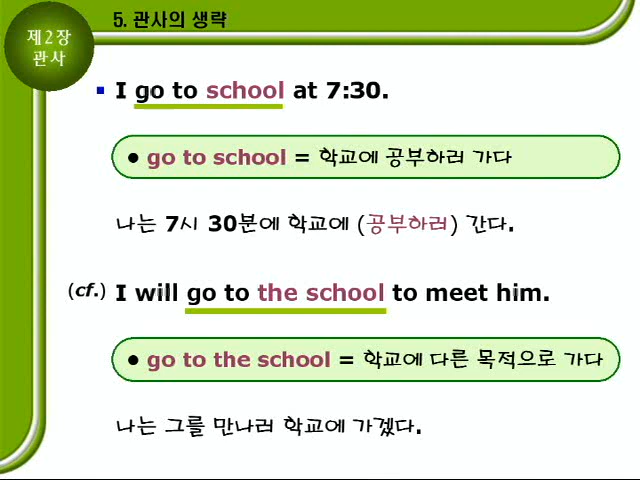 제2장
관사
5. 관사의 생략
▪ I go to school at 7:30.
● go to school = 학교에 공부하러 가다
나는 7시 30분에 학교에 (공부하러) 간다.
(cf.) I will go to the school to meet him.
● go to the school = 학교에 다른 목적으로 가다
나는 그를 만나러 학교에 가겠다.